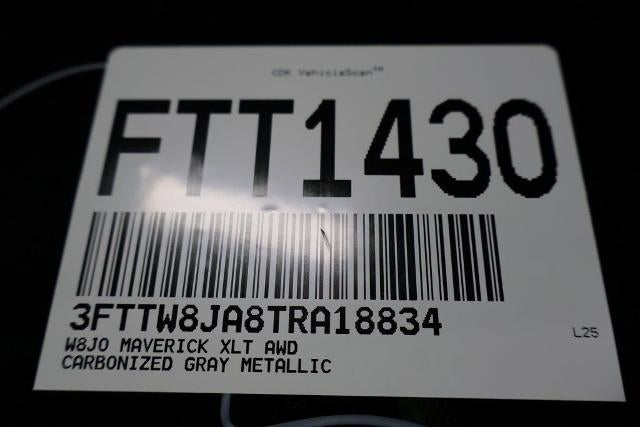 CDK VehicleScan™
FTT1430
3FTTW8JA8TRA18834
L25
W8J0 MAVERICK XLT AWD
CARBONIZED GRAY METALLIC